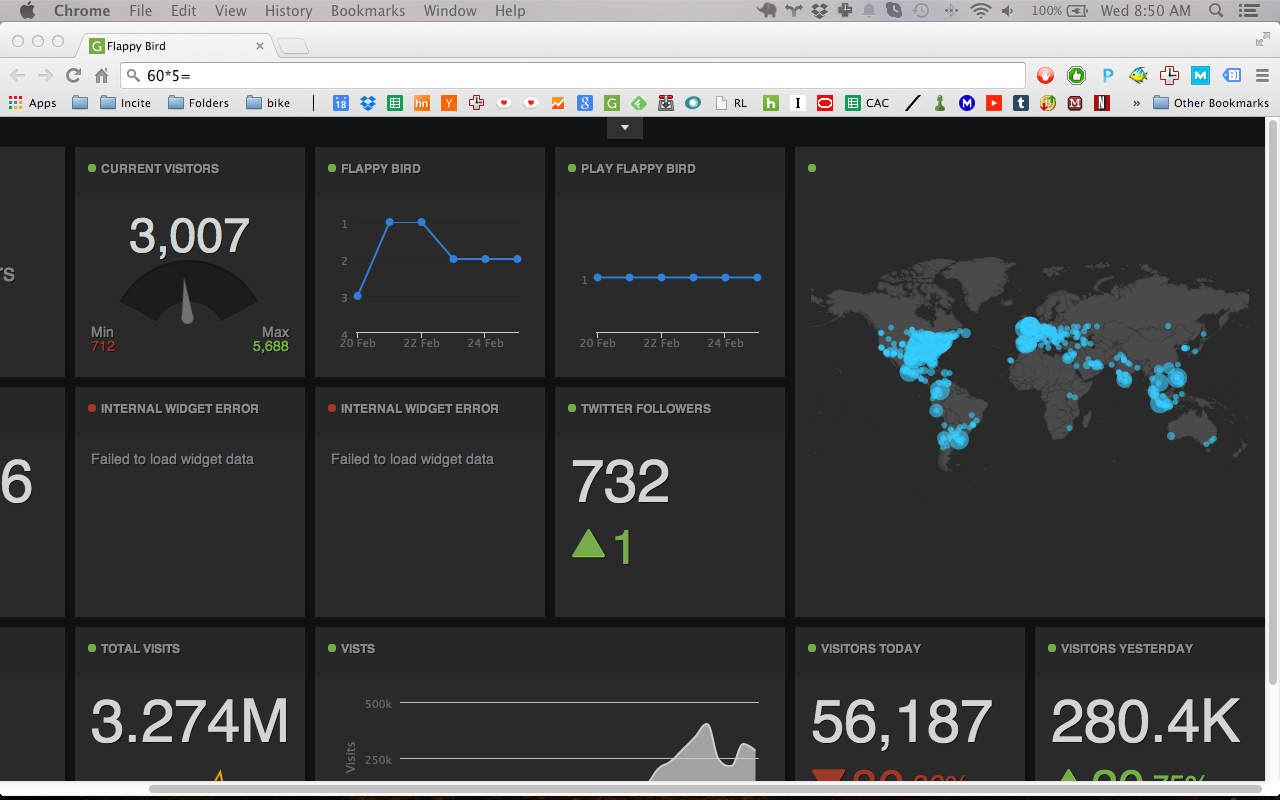 Chrome File Edit View History Bookmarks Window Help 100% Wed 8:50 AM
G Flappy Bird
60*5=
P M
Apps Incite Folders bike 18 hn Y 8 G RL h I CAC M t M N » Other Bookmarks
CURRENT VISITORS
3,007
Min
712
Max
5,688
FLAPPY BIRD
1
2
3
4
20 Feb 22 Feb 24 Feb
PLAY FLAPPY BIRD
1
20 Feb 22 Feb 24 Feb
rs
6
INTERNAL WIDGET ERROR
Failed to load widget data
INTERNAL WIDGET ERROR
Failed to load widget data
TWITTER FOLLOWERS
732
1
TOTAL VISITS
3.274M
VISTS
500k
250k
Visits
VISITORS TODAY
56,187
VISITORS YESTERDAY
280.4K